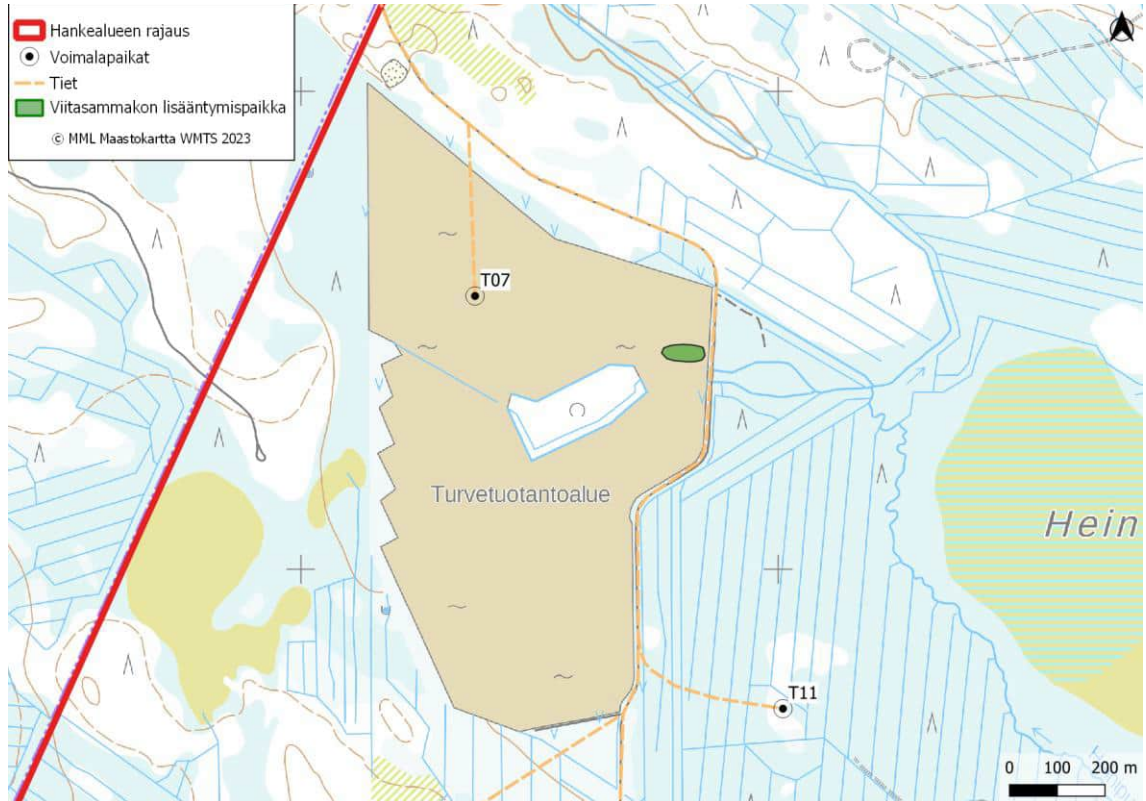 Hankealueen rajaus
Voimalapaikat
Tiet
Viitasammakon lisääntymispaikka
© MML Maastokartta WMTS 2023
T07
Turvetuotantoalue
Hein
T11
0 100 200 m